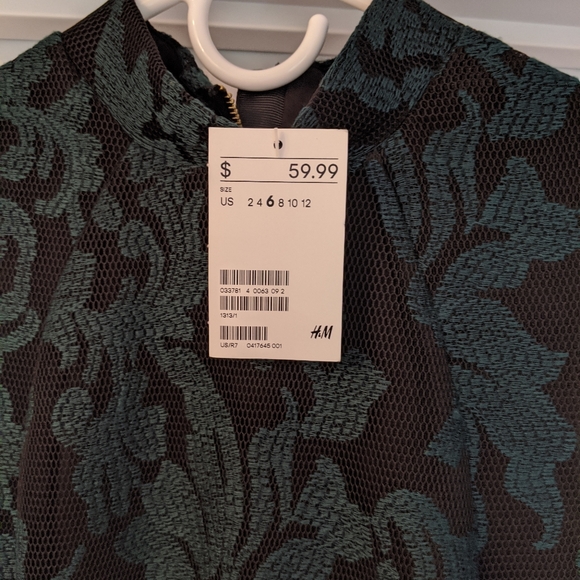 $ 59.99
SIZE
US 2 4 6 8 10 12
033781 4 0063 09 2
1313/1
H&M
US/R7 0417645 001